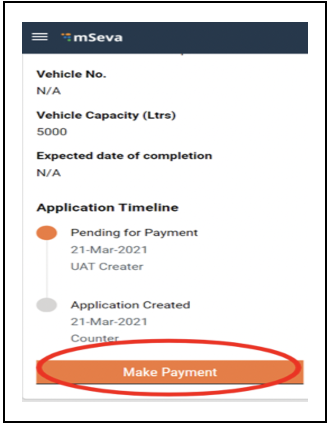 mSeva
Vehicle No.
N/A
Vehicle Capacity (Ltrs)
5000
Expected date of completion
N/A
Application Timeline
Pending for Payment
21-Mar-2021
UAT Creater
Application Created
21-Mar-2021
Counter
Make Payment